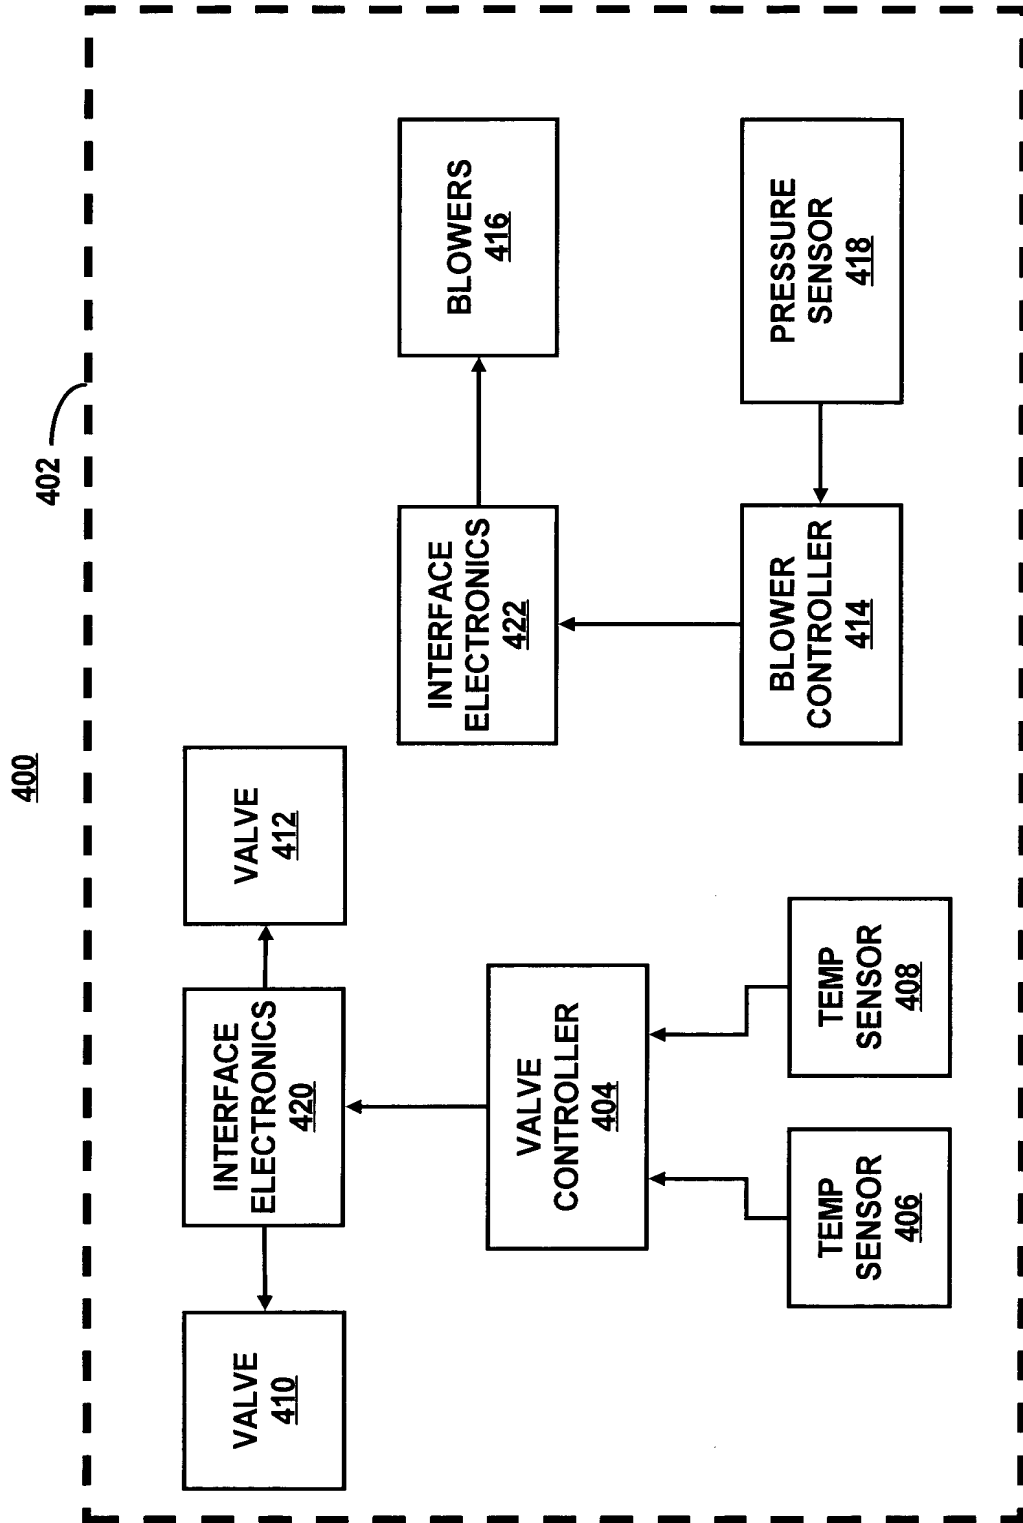 400
402
VALVE
410
INTERFACE
ELECTRONICS
420
VALVE
412
INTERFACE
ELECTRONICS
422
BLOWERS
416
VALVE
CONTROLLER
404
BLOWER
CONTROLLER
414
PRESSURE
SENSOR
418
TEMP
SENSOR
406
TEMP
SENSOR
408